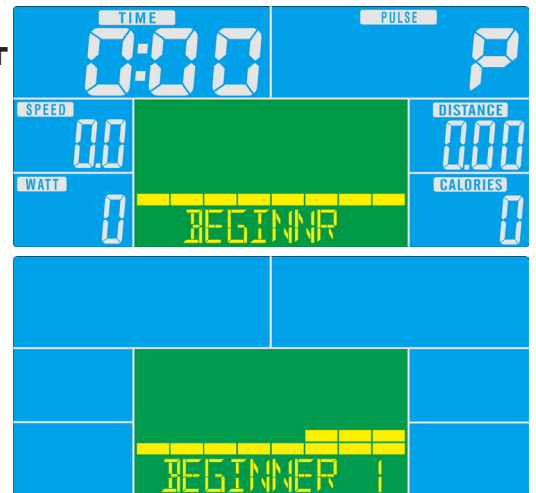 T
TIME PULSE
0:00 P
SPEED DISTANCE
0.0 0.00
WATT CALORIES
0 0
BEGINNR
BEGINNER 1